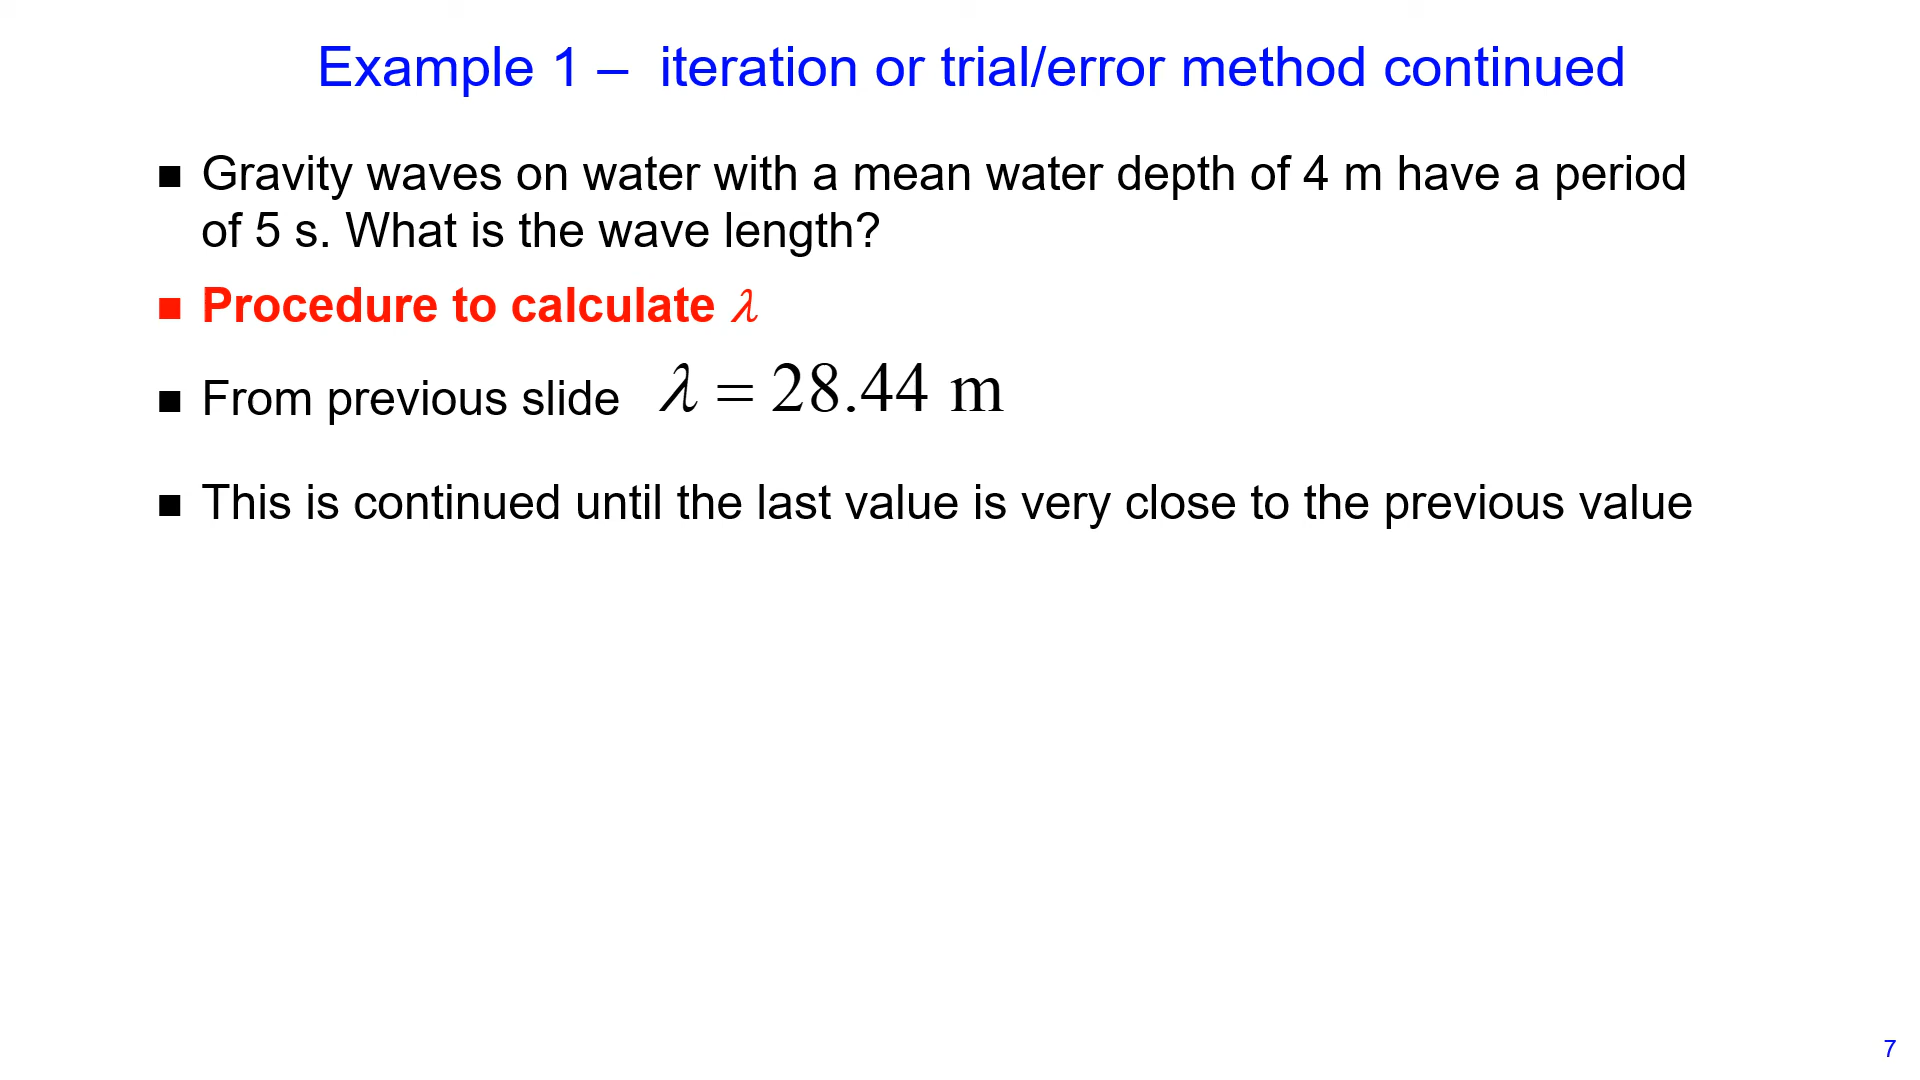 Example 1 – iteration or trial/error method continued
■ Gravity waves on water with a mean water depth of 4 m have a period
of 5 s. What is the wave length?
■ Procedure to calculate λ
■ From previous slide λ = 28.44 m
■ This is continued until the last value is very close to the previous value
7